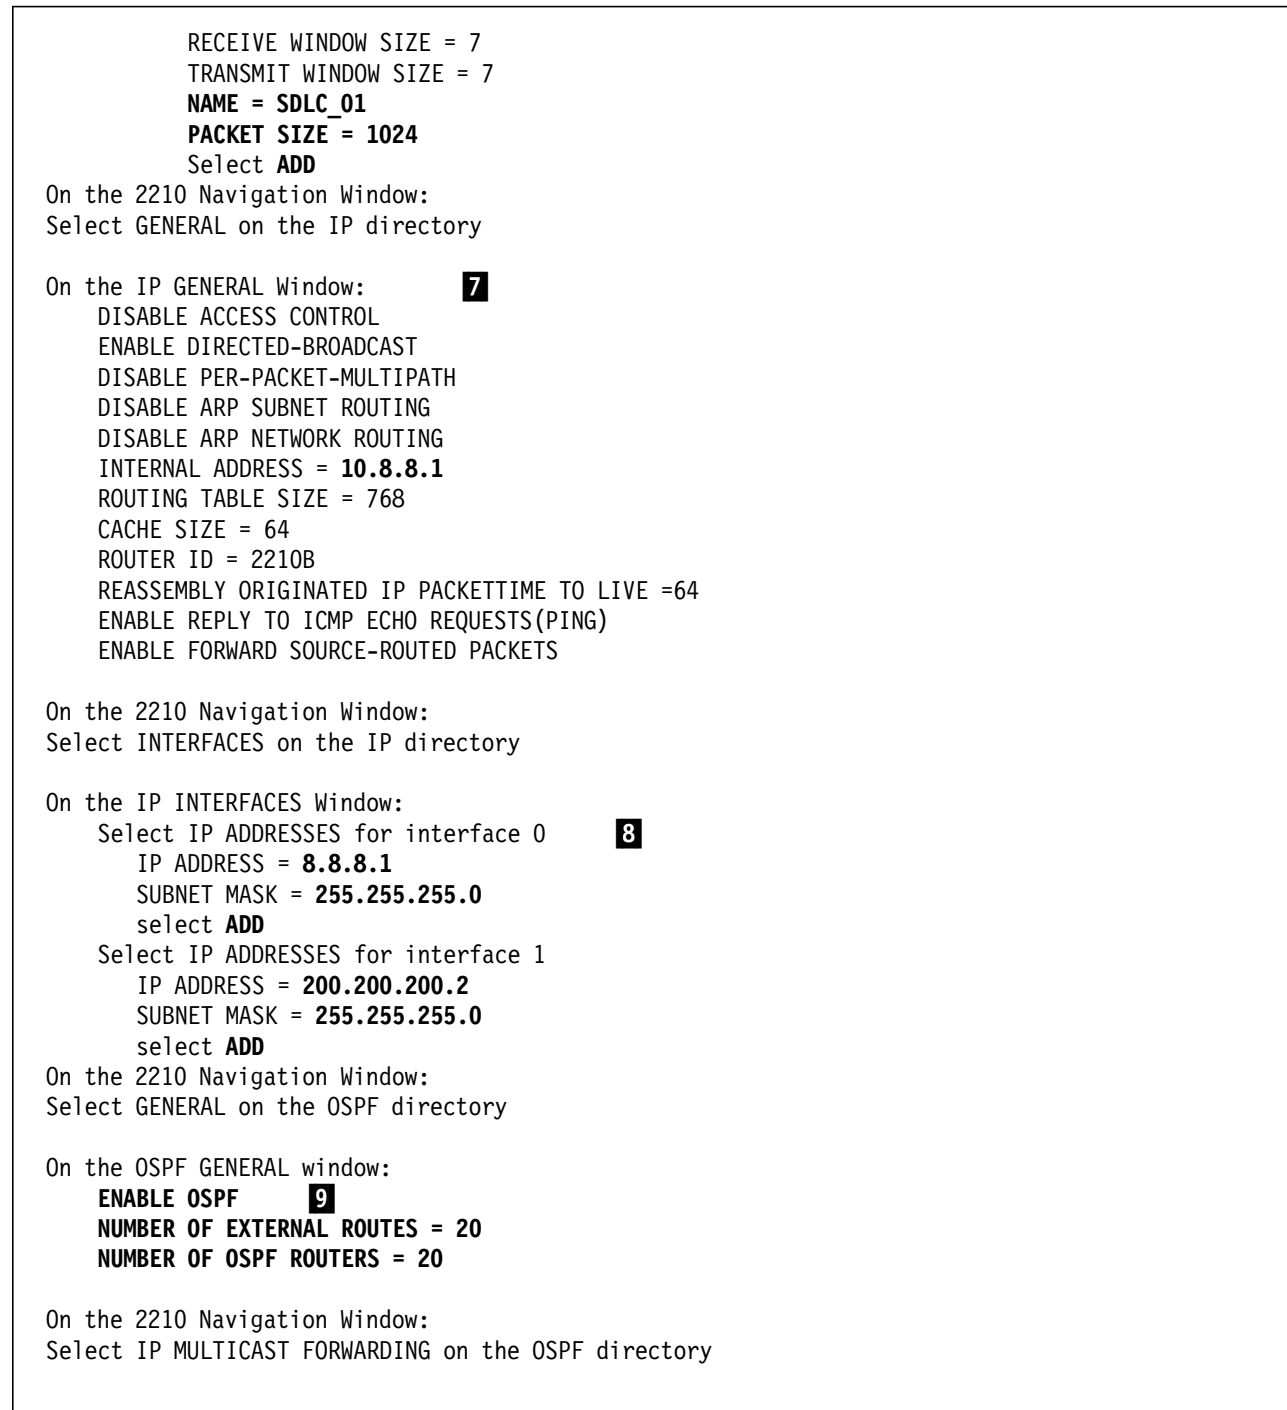 RECEIVE WINDOW SIZE = 7
TRANSMIT WINDOW SIZE = 7
NAME = SDLC_01
PACKET SIZE = 1024
Select ADD
On the 2210 Navigation Window:
Select GENERAL on the IP directory
On the IP GENERAL Window: 7
DISABLE ACCESS CONTROL
ENABLE DIRECTED-BROADCAST
DISABLE PER-PACKET-MULTIPATH
DISABLE ARP SUBNET ROUTING
DISABLE ARP NETWORK ROUTING
INTERNAL ADDRESS = 10.8.8.1
ROUTING TABLE SIZE = 768
CACHE SIZE = 64
ROUTER ID = 2210B
REASSEMBLY ORIGINATED IP PACKETTIME TO LIVE =64
ENABLE REPLY TO ICMP ECHO REQUESTS(PING)
ENABLE FORWARD SOURCE-ROUTED PACKETS
On the 2210 Navigation Window:
Select INTERFACES on the IP directory
On the IP INTERFACES Window:
Select IP ADDRESSES for interface 0 8
IP ADDRESS = 8.8.8.1
SUBNET MASK = 255.255.255.0
select ADD
Select IP ADDRESSES for interface 1
IP ADDRESS = 200.200.200.2
SUBNET MASK = 255.255.255.0
select ADD
On the 2210 Navigation Window:
Select GENERAL on the OSPF directory
On the OSPF GENERAL window:
ENABLE OSPF 9
NUMBER OF EXTERNAL ROUTES = 20
NUMBER OF OSPF ROUTERS = 20
On the 2210 Navigation Window:
Select IP MULTICAST FORWARDING on the OSPF directory